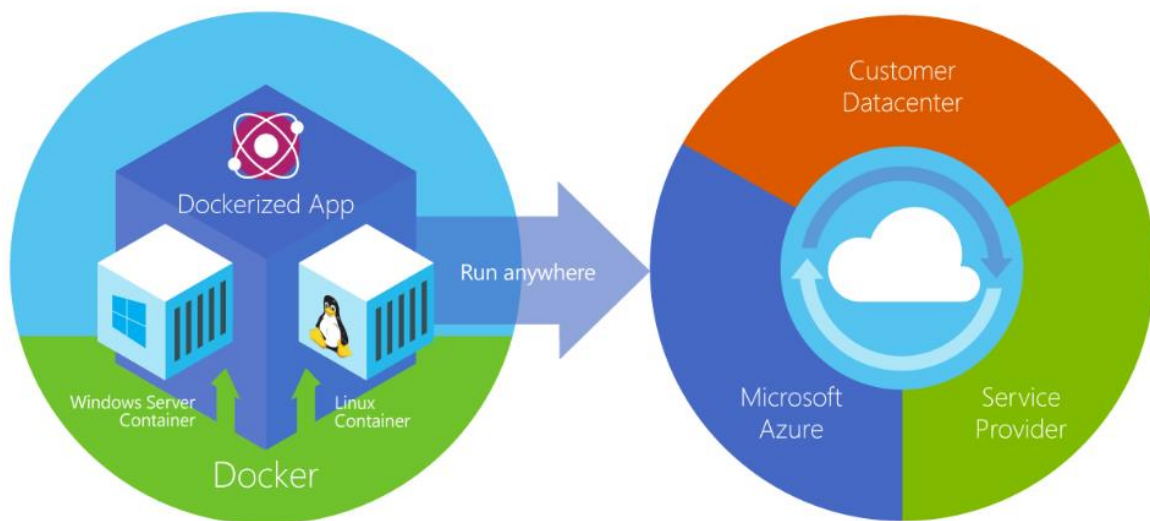 Dockerized App
Windows Server
Container
Linux
Container
Docker
Run anywhere
Customer
Datacenter
Microsoft
Azure
Service
Provider